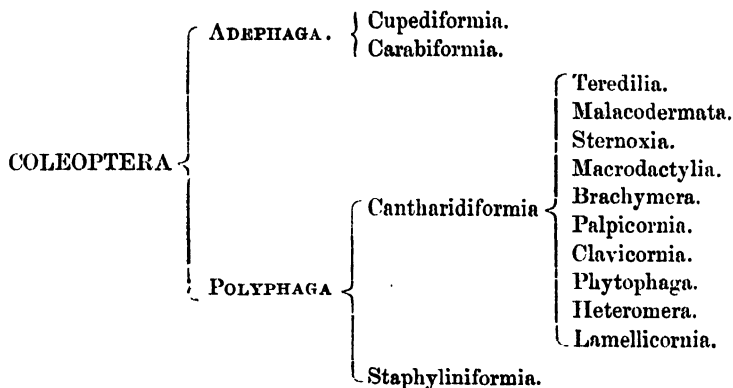 ADEPHAGA.
Cupediformia.
Carabiformia.
COLEOPTERA
POLYPHAGA
Cantharidiformia
Teredilia.
Malacodermata.
Sternoxia.
Macrodactylia.
Brachymera.
Palpicornia.
Clavicornia.
Phytophaga.
Heteromera.
Lamellicornia.
Staphyliniformia.